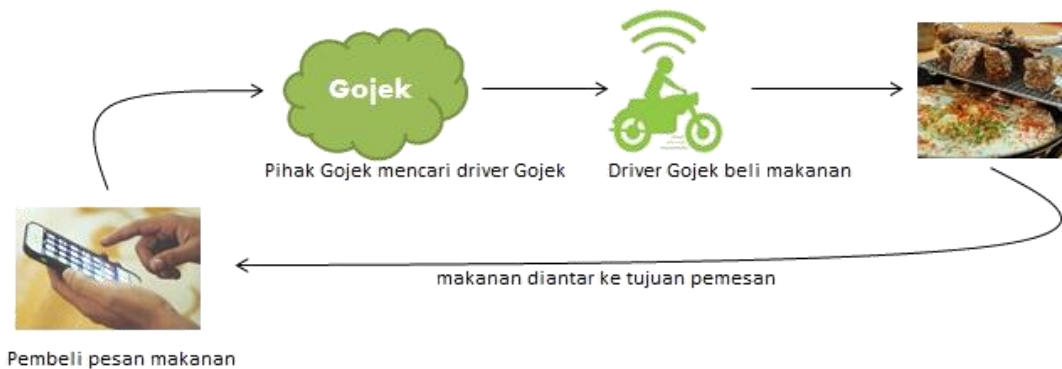 Gojek
Pihak Gojek mencari driver Gojek
Driver Gojek beli makanan
makanan diantar ke tujuan pemesan
Pembeli pesan makanan